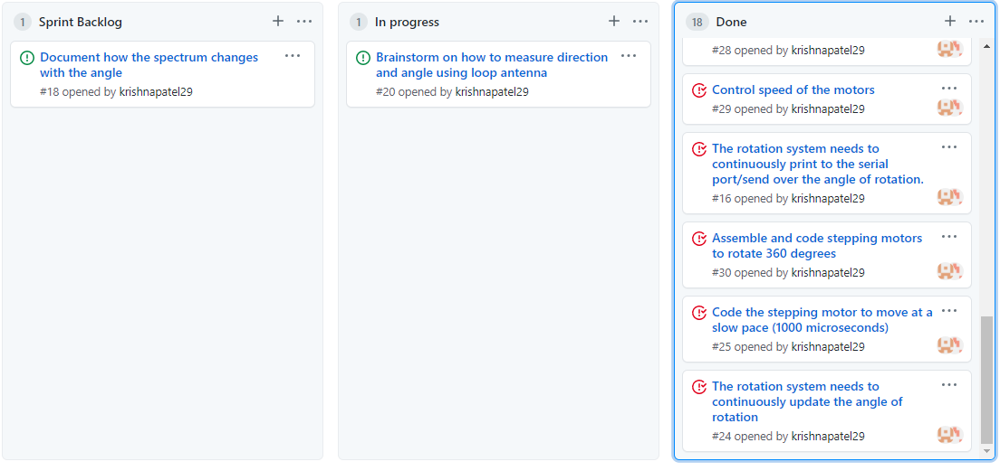 1 Sprint Backlog
Document how the spectrum changes
with the angle
#18 opened by krishnapatel29
1 In progress
Brainstorm on how to measure direction
and angle using loop antenna
#20 opened by krishnapatel29
18 Done
#28 opened by krishnapatel29
Control speed of the motors
#29 opened by krishnapatel29
The rotation system needs to
continuously print to the serial
port/send over the angle of rotation.
#16 opened by krishnapatel29
Assemble and code stepping motors
to rotate 360 degrees
#30 opened by krishnapatel29
Code the stepping motor to move at a
slow pace (1000 microseconds)
#25 opened by krishnapatel29
The rotation system needs to
continuously update the angle of
rotation
#24 opened by krishnapatel29